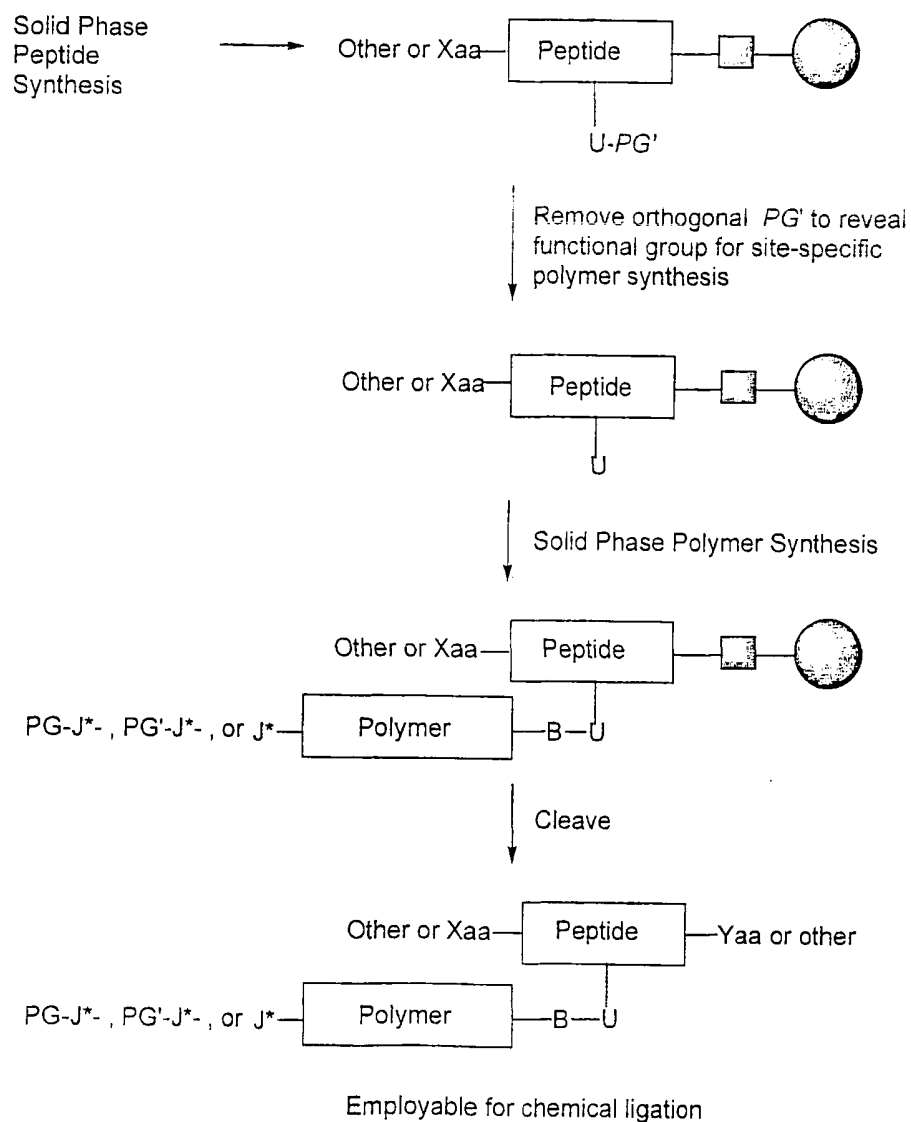 Solid Phase
Peptide
Synthesis
Other or Xaa
Peptide
U-PG'
Remove orthogonal PG' to reveal
functional group for site-specific
polymer synthesis
Other or Xaa
Peptide
U
Solid Phase Polymer Synthesis
Other or Xaa
Peptide
PG-J*- , PG'-J*- , or J*
Polymer
B
U
Cleave
Other or Xaa
Peptide
Yaa or other
PG-J*- , PG'-J*- , or J*
Polymer
B
U
Employable for chemical ligation